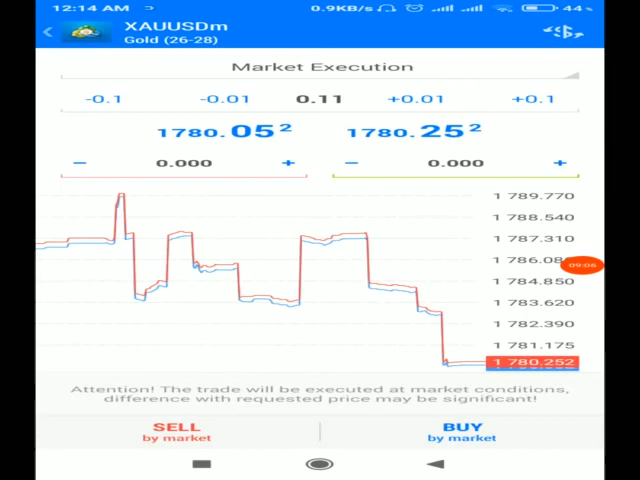 12:14 AM 0.9KB/s 44
XAUUSDm
Gold (26-28)
Market Execution
-0.1 -0.01 0.11 +0.01 +0.1
1780.05² 1780.25²
− 0.000 + − 0.000 +
1 789.770
1 788.540
1 787.310
1 786.08
09:06
1 784.850
1 783.620
1 782.390
1 781.175
1 780.252
Attention! The trade will be executed at market conditions,
difference with requested price may be significant!
SELL BUY
by market by market